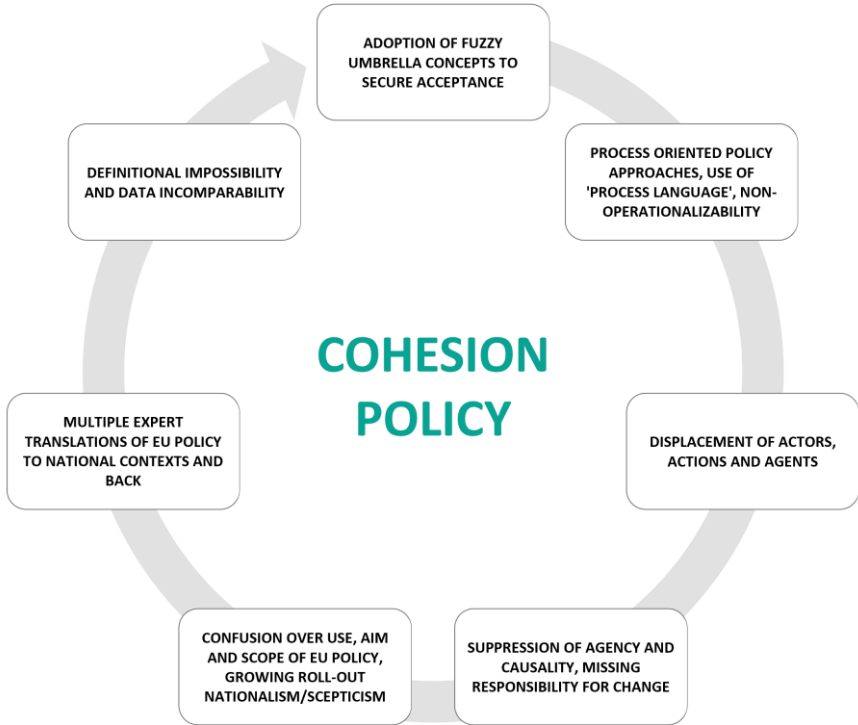 ADOPTION OF FUZZY
UMBRELLA CONCEPTS TO
SECURE ACCEPTANCE
PROCESS ORIENTED POLICY
APPROACHES, USE OF
'PROCESS LANGUAGE', NON-
OPERATIONALIZABILITY
DISPLACEMENT OF ACTORS,
ACTIONS AND AGENTS
SUPPRESSION OF AGENCY AND
CAUSALITY, MISSING
RESPONSIBILITY FOR CHANGE
CONFUSION OVER USE, AIM
AND SCOPE OF EU POLICY,
GROWING ROLL-OUT
NATIONALISM/SCEPTICISM
MULTIPLE EXPERT
TRANSLATIONS OF EU POLICY
TO NATIONAL CONTEXTS AND
BACK
DEFINITIONAL IMPOSSIBILITY
AND DATA INCOMPARABILITY
COHESION
POLICY